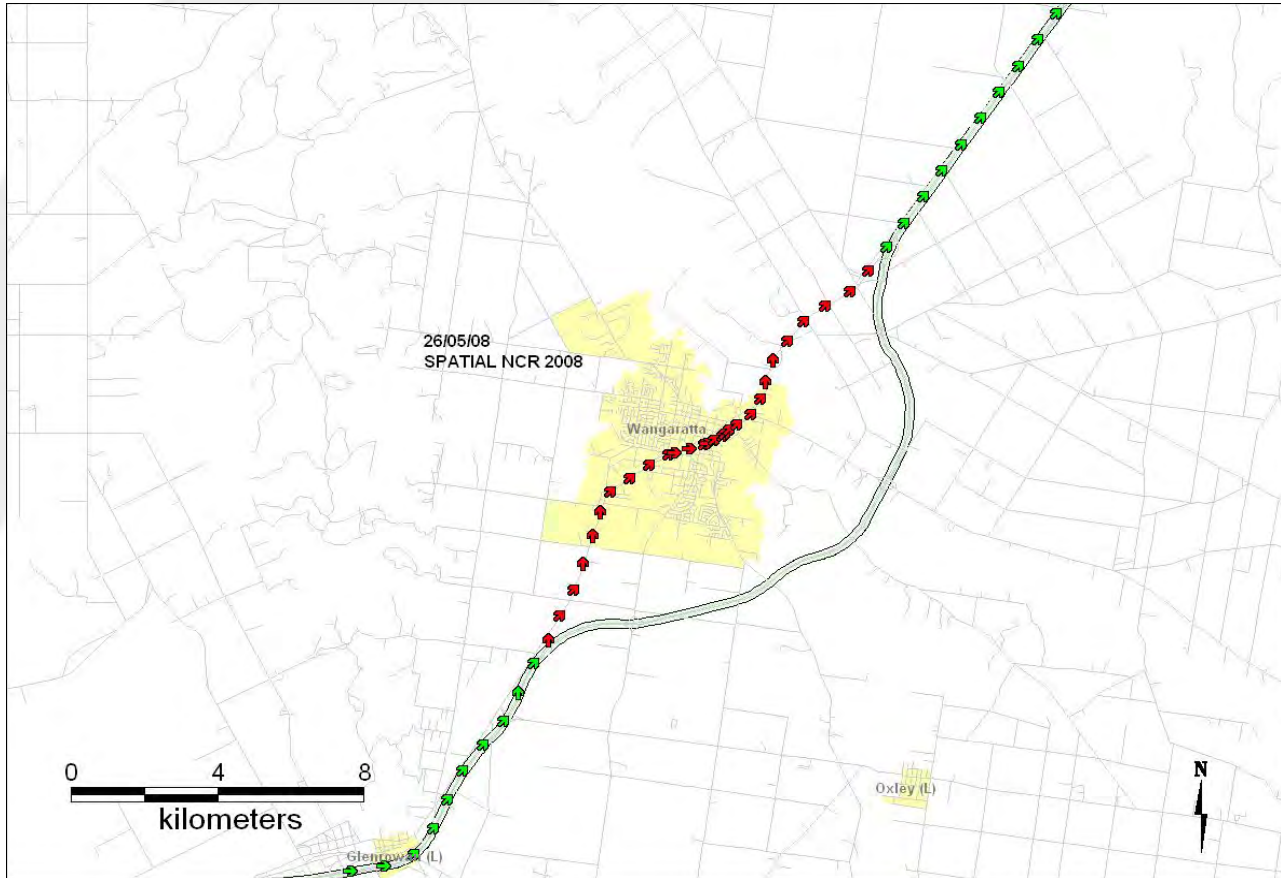 26/05/08
SPATIAL NCR 2008
Wangaratta
0 4 8
kilometers
Oxley (L)
N
Glenrowan (L)